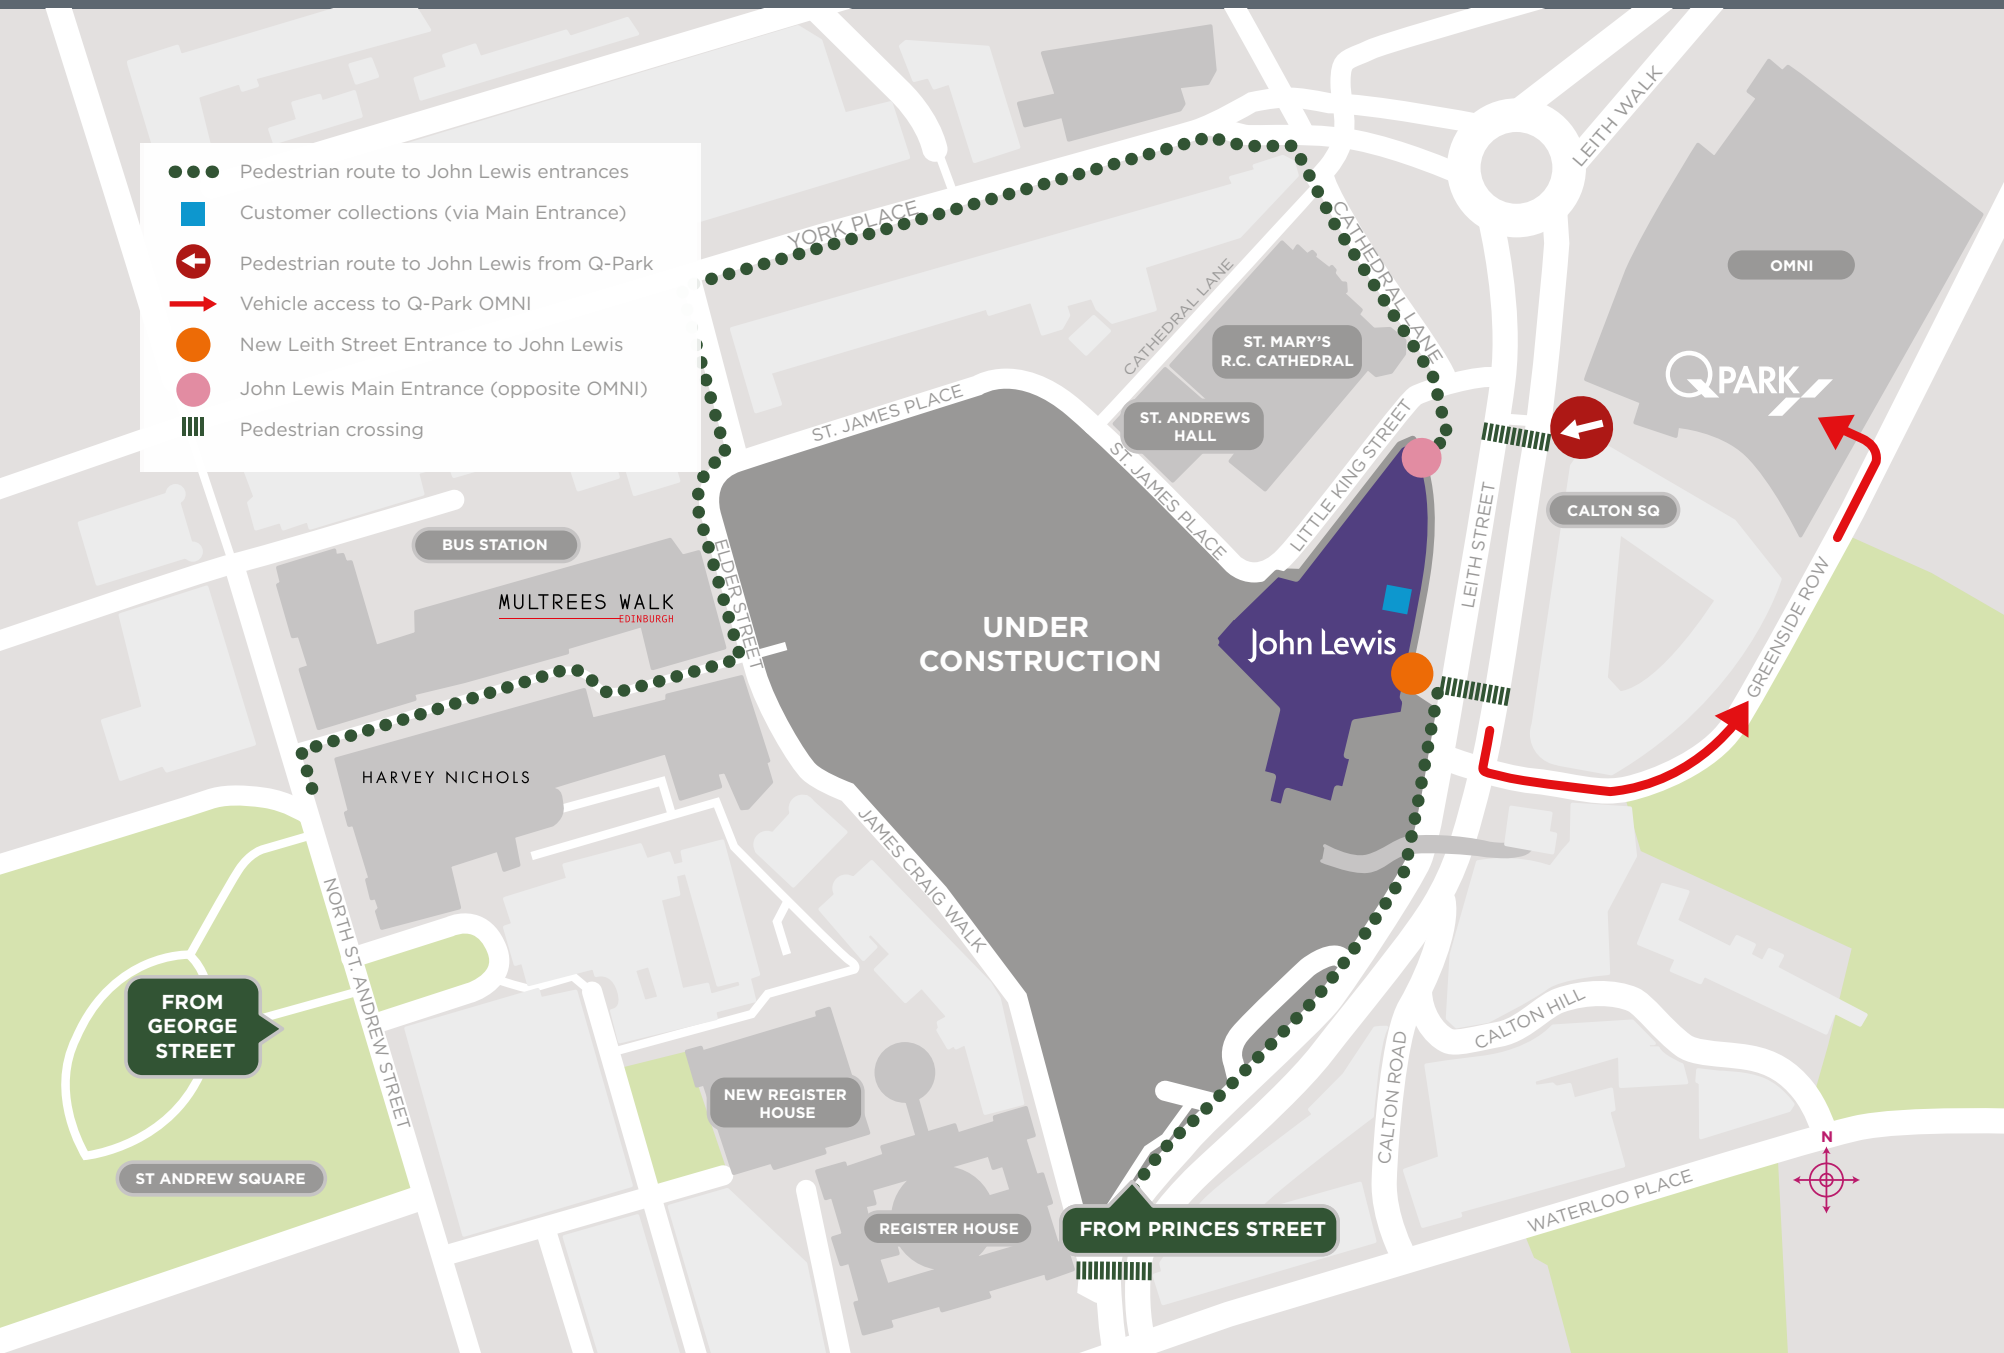 Pedestrian route to John Lewis entrances
Customer collections (via Main Entrance)
Pedestrian route to John Lewis from Q-Park
Vehicle access to Q-Park OMNI
New Leith Street Entrance to John Lewis
John Lewis Main Entrance (opposite OMNI)
Pedestrian crossing
LEITH WALK
YORK PLACE
CATHEDRAL LANE
CATHEDRAL LANE
OMNI
ST. MARY'S
R.C. CATHEDRAL
Q PARK
ST. JAMES PLACE
ST. ANDREWS
HALL
ST. JAMES PLACE
LITTLE KING STREET
LEITH STREET
CALTON SQ
BUS STATION
MULTREES WALK
EDINBURGH
ELDER STREET
UNDER
CONSTRUCTION
John Lewis
GREENSIDE ROW
HARVEY NICHOLS
JAMES CRAIG WALK
NORTH ST. ANDREW STREET
FROM
GEORGE
STREET
CALTON HILL
CALTON ROAD
NEW REGISTER
HOUSE
N
ST ANDREW SQUARE
WATERLOO PLACE
REGISTER HOUSE
FROM PRINCES STREET